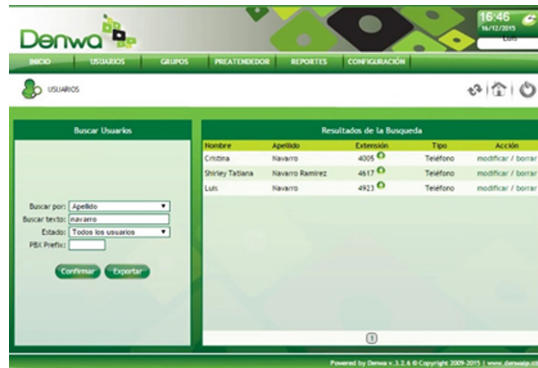 Denwa
16:46
16/12/2015
Luis
INICIO USUARIOS GRUPOS PREATENDEDOR REPORTES CONFIGURACIÓN
USUARIOS
Buscar Usuarios
Resultados de la Busqueda
Nombre Apellido Extensión Tipo Acción
Cristina Navarro 4005 Teléfono modificar / borrar
Shirley Tatiana Navarro Ramirez 4617 Teléfono modificar / borrar
Luis Navarro 4923 Teléfono modificar / borrar
Buscar por: Apellido
Buscar texto: navarro
Estado: Todos los usuarios
PBX Prefix:
Confirmar Exportar
1
Powered by Denwa v.3.2.6 © Copyright 2009-2015 | www.denwaip.co